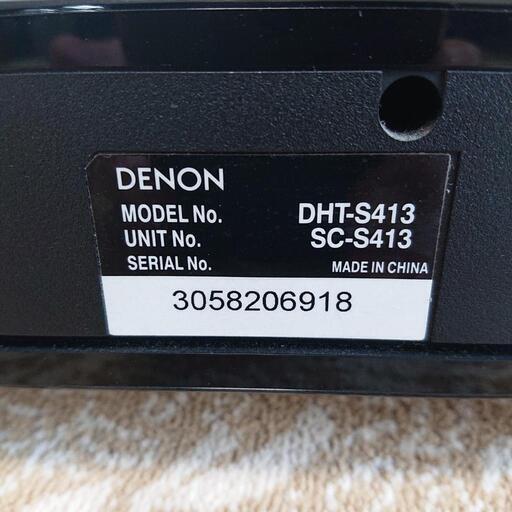 DENON
MODEL No. DHT-S413
UNIT No. SC-S413
SERIAL No. MADE IN CHINA
3058206918